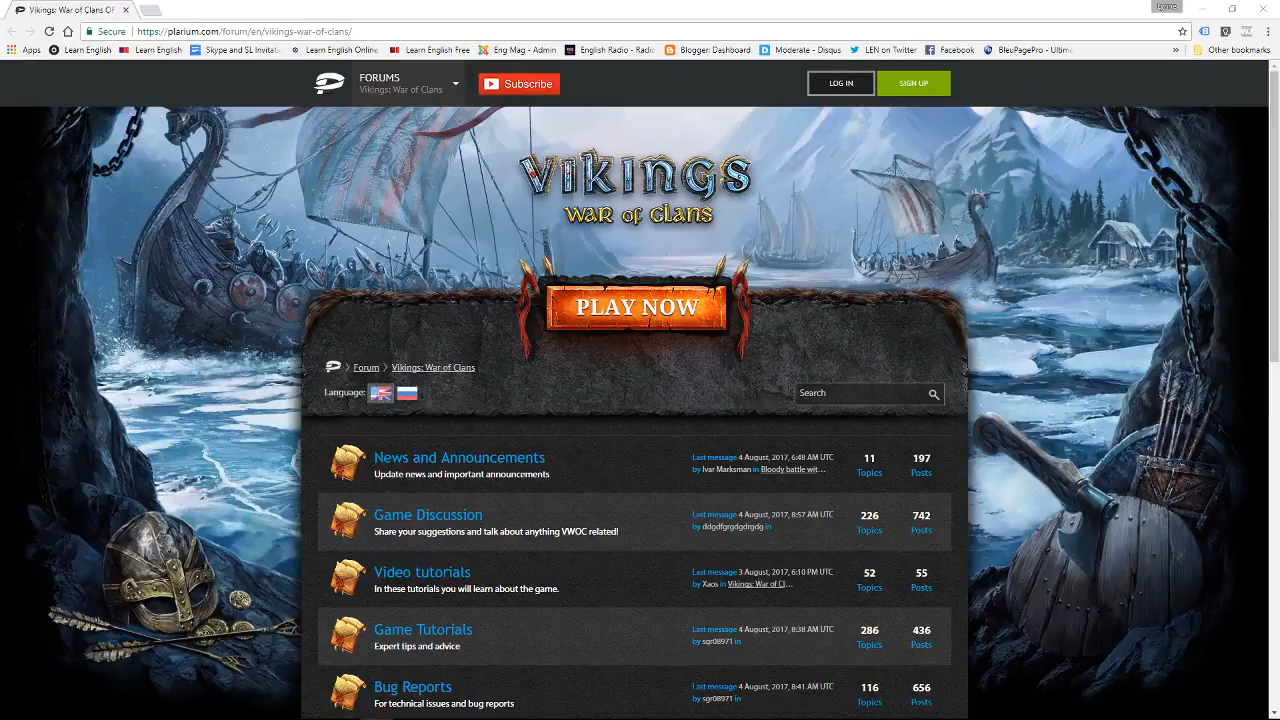 Lynne
Vikings: War of Clans Of
Secure
https://plarium.com/forum/en/vikings-war-of-clans/
Apps
Learn English
Learn English
Skype and SL Invitati
Learn English Online
Learn English Free
Eng Mag - Admin
English Radio - Radio
Blogger: Dashboard
Moderate - Disqus
LEN on Twitter
Facebook
BleuPagePro - Ultima
»
Other bookmarks
FORUMS
Vikings: War of Clans
Subscribe
LOG IN
SIGN UP
VIKINGS
WAR OF CLANS
PLAY NOW
Forum
Vikings: War of Clans
Language:
Search
News and Announcements
Update news and important announcements
Last message 4 August, 2017, 6:48 AM UTC
by Ivar Marksman in Bloody battle wit...
11
Topics
197
Posts
Game Discussion
Share your suggestions and talk about anything VWOC related!
Last message 4 August, 2017, 8:57 AM UTC
by ddgdfgrgdgdrgdg in
226
Topics
742
Posts
Video tutorials
In these tutorials you will learn about the game.
Last message 3 August, 2017, 6:10 PM UTC
by Xaos in Vikings: War of Cl...
52
Topics
55
Posts
Game Tutorials
Expert tips and advice
Last message 4 August, 2017, 8:38 AM UTC
by sgr08971 in
286
Topics
436
Posts
Bug Reports
For technical issues and bug reports
Last message 4 August, 2017, 8:41 AM UTC
by sgr08971 in
116
Topics
656
Posts